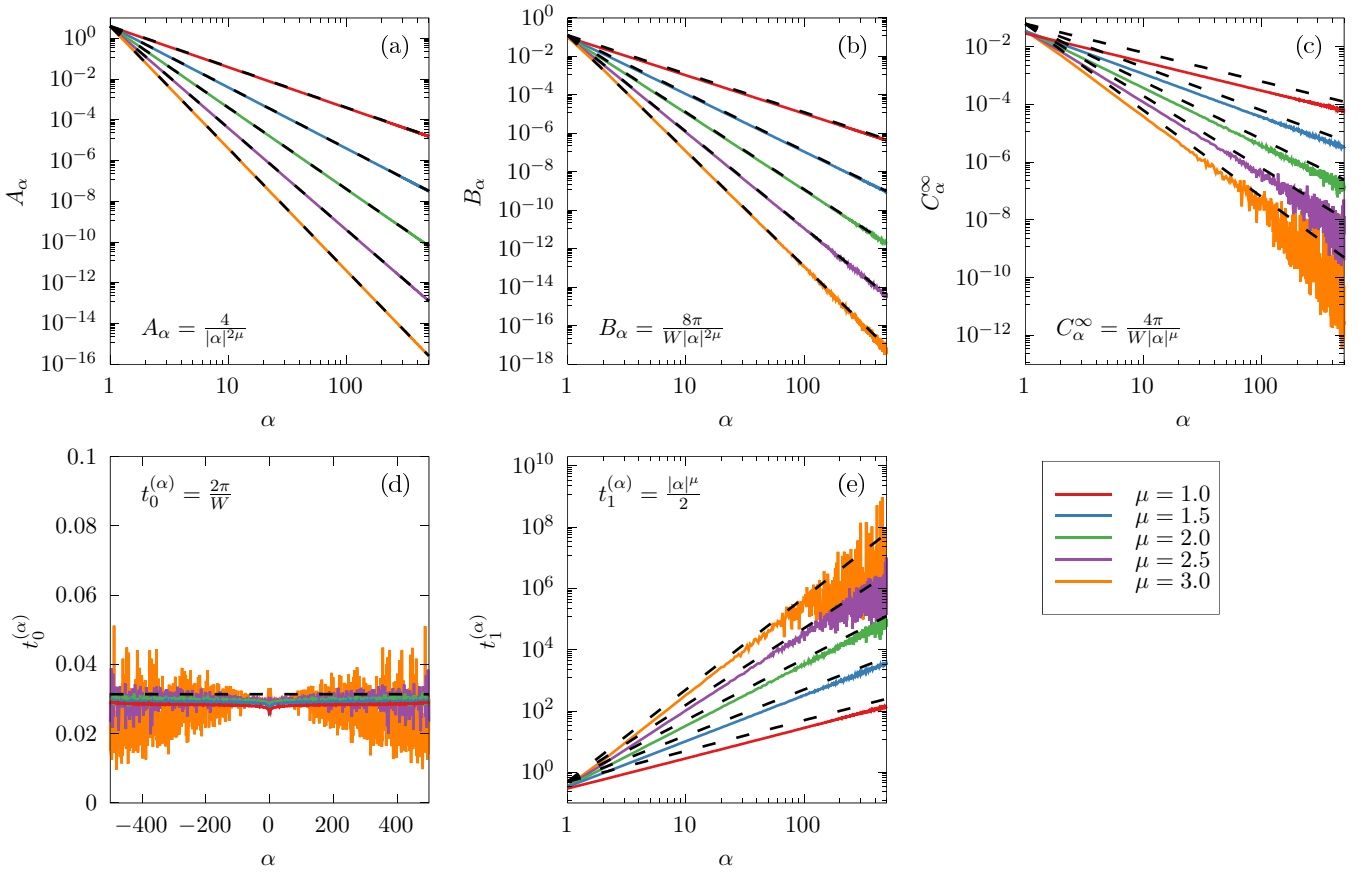 10^0
10^{-2}
10^{-4}
10^{-6}
10^{-8}
10^{-10}
10^{-12}
10^{-14}
10^{-16}
A_α
(a)
A_α = 4/|α|^{2μ}
1 10 100
α
10^0
10^{-2}
10^{-4}
10^{-6}
10^{-8}
10^{-10}
10^{-12}
10^{-14}
10^{-16}
10^{-18}
B_α
(b)
B_α = 8π/W|α|^{2μ}
1 10 100
α
10^{-2}
10^{-4}
10^{-6}
10^{-8}
10^{-10}
10^{-12}
C_α^∞
(c)
C_α^∞ = 4π/W|α|^μ
1 10 100
α
0.1
0.08
0.06
0.04
0.02
0
t_0^{(α)}
t_0^{(α)} = 2π/W
(d)
−400 −200 0 200 400
α
10^{10}
10^8
10^6
10^4
10^2
10^0
t_1^{(α)}
t_1^{(α)} = |α|^μ/2
(e)
1 10 100
α
μ = 1.0
μ = 1.5
μ = 2.0
μ = 2.5
μ = 3.0